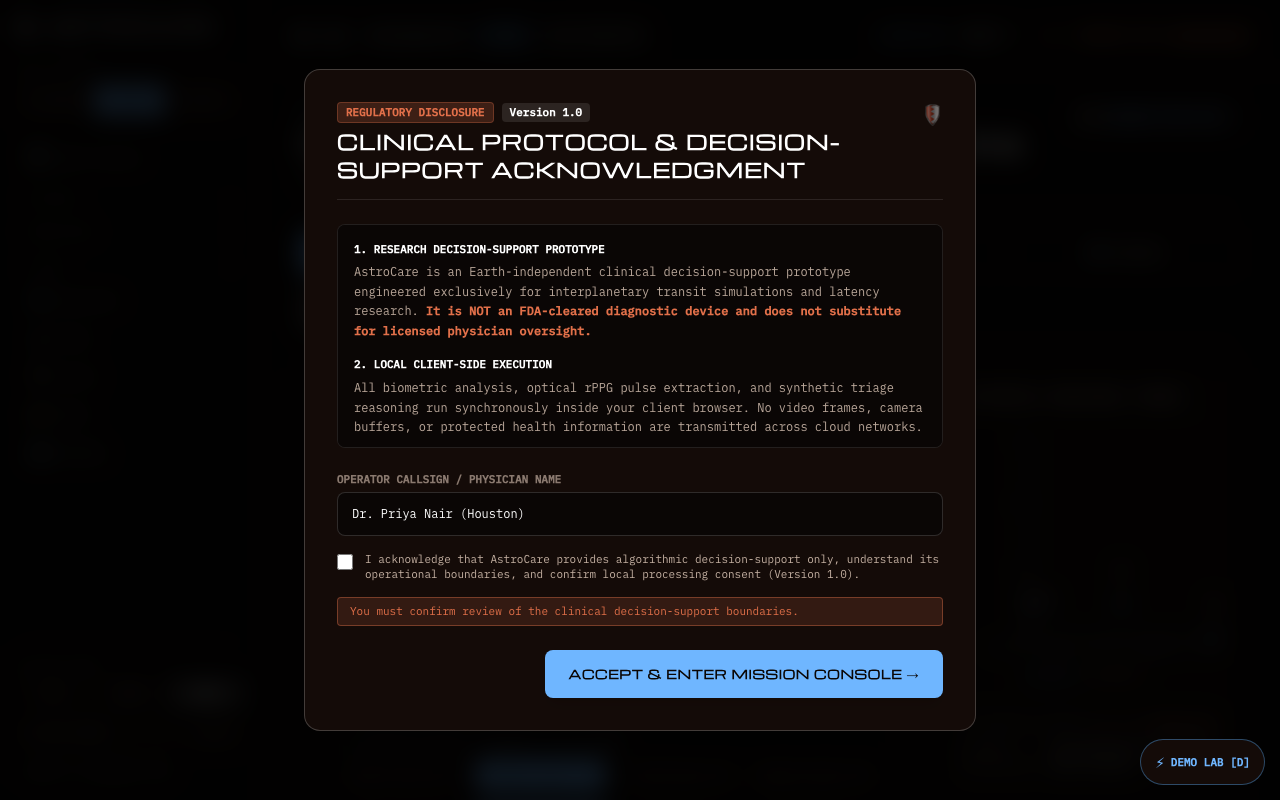 REGULATORY DISCLOSURE Version 1.0
CLINICAL PROTOCOL & DECISION-
SUPPORT ACKNOWLEDGMENT
1. RESEARCH DECISION-SUPPORT PROTOTYPE
AstroCare is an Earth-independent clinical decision-support prototype
engineered exclusively for interplanetary transit simulations and latency
research. It is NOT an FDA-cleared diagnostic device and does not substitute
for licensed physician oversight.
2. LOCAL CLIENT-SIDE EXECUTION
All biometric analysis, optical rPPG pulse extraction, and synthetic triage
reasoning run synchronously inside your client browser. No video frames, camera
buffers, or protected health information are transmitted across cloud networks.
OPERATOR CALLSIGN / PHYSICIAN NAME
Dr. Priya Nair (Houston)
I acknowledge that AstroCare provides algorithmic decision-support only, understand its
operational boundaries, and confirm local processing consent (Version 1.0).
You must confirm review of the clinical decision-support boundaries.
ACCEPT & ENTER MISSION CONSOLE →
⚡ DEMO LAB [D]